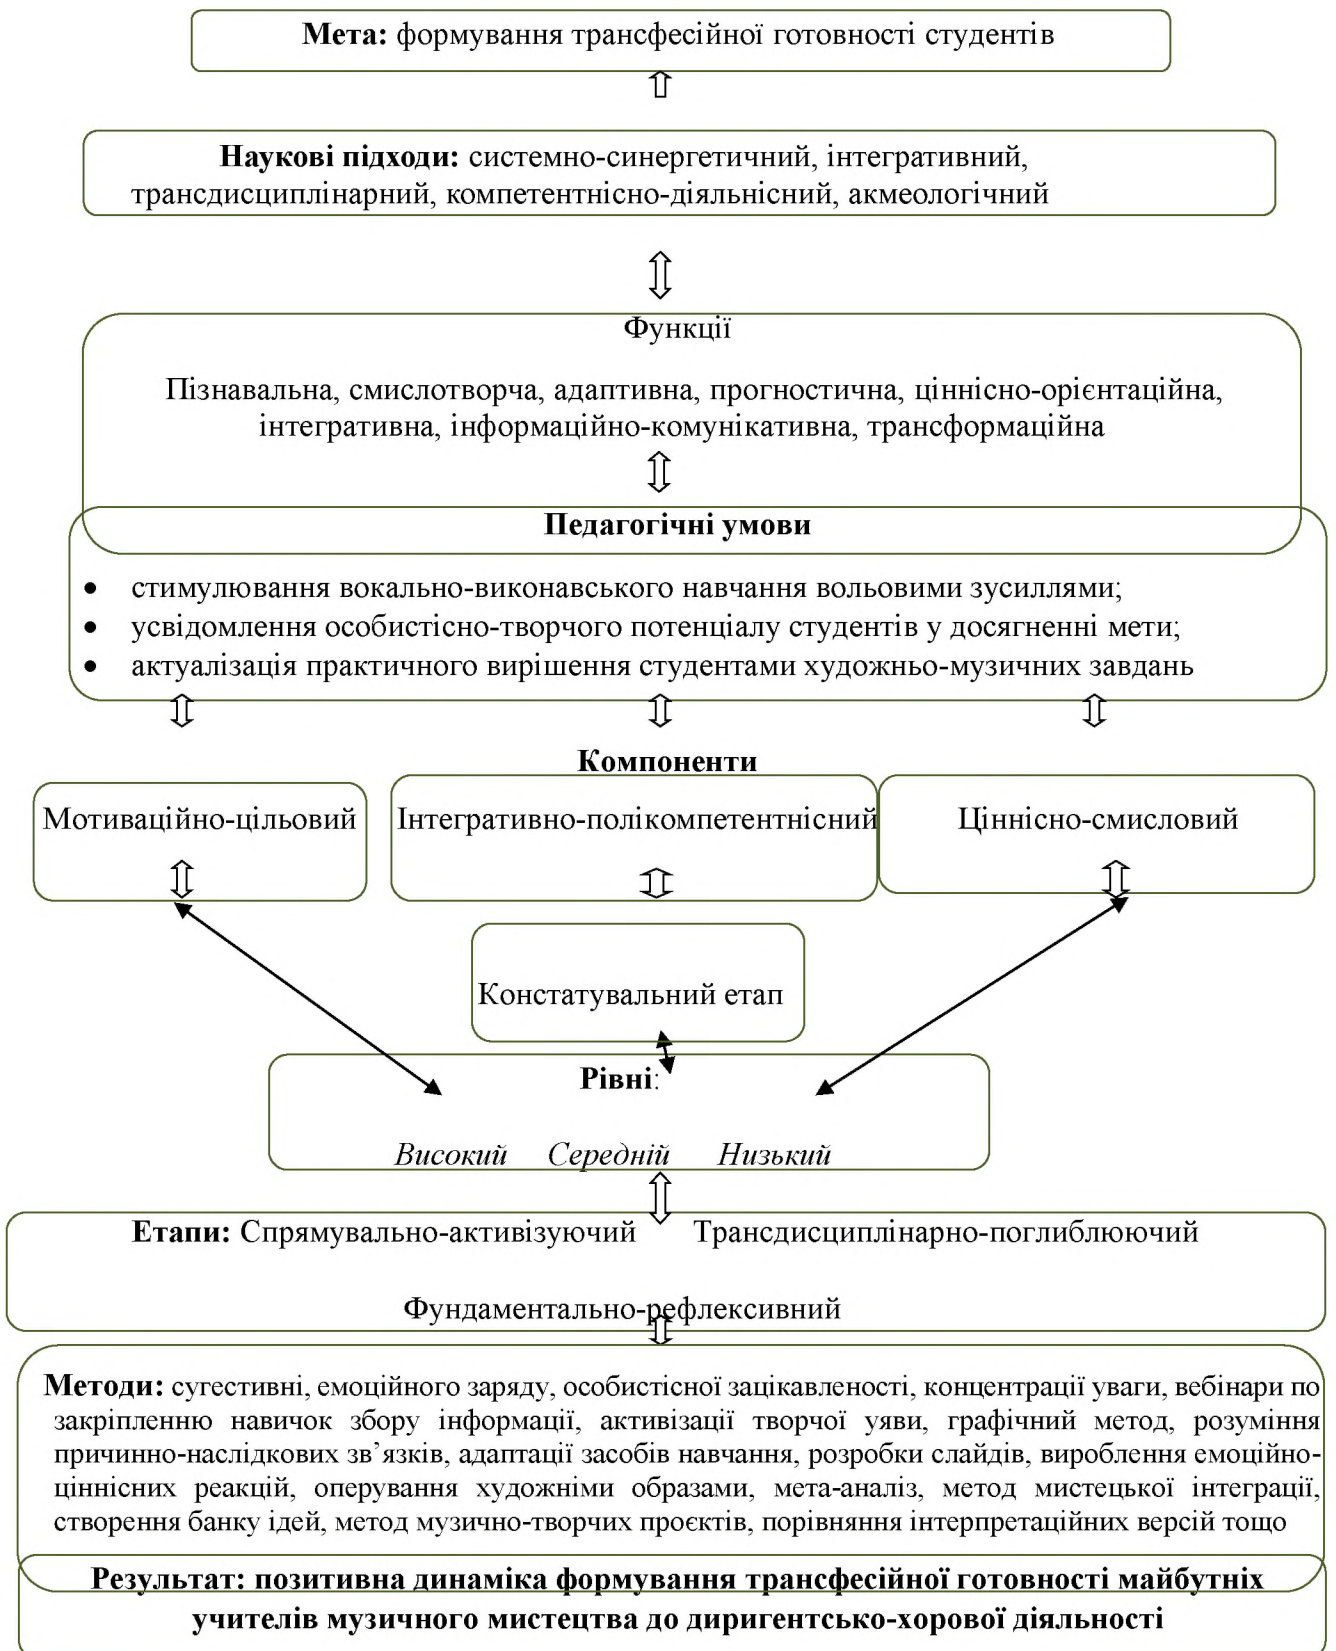 Мета: формування трансфесійної готовності студентів
Наукові підходи: системно-синергетичний, інтегративний,
трансдисциплінарний, компетентнісно-діяльнісний, акмеологічний
Функції
Пізнавальна, смислотворча, адаптивна, прогностична, ціннісно-орієнтаційна,
інтегративна, інформаційно-комунікативна, трансформаційна
Педагогічні умови
• стимулювання вокально-виконавського навчання вольовими зусиллями;
• усвідомлення особистісно-творчого потенціалу студентів у досягненні мети;
• актуалізація практичного вирішення студентами художньо-музичних завдань
Компоненти
Мотиваційно-цільовий Інтегративно-полікомпетентнісний Ціннісно-смисловий
Констатувальний етап
Рівні:
Високий Середній Низький
Етапи: Спрямувально-активізуючий Трансдисциплінарно-поглиблюючий
Фундаментально-рефлексивний
Методи: сугестивні, емоційного заряду, особистісної зацікавленості, концентрації уваги, вебінари по
закріпленню навичок збору інформації, активізації творчої уяви, графічний метод, розуміння
причинно-наслідкових зв’язків, адаптації засобів навчання, розробки слайдів, вироблення емоційно-
ціннісних реакцій, оперування художніми образами, мета-аналіз, метод мистецької інтеграції,
створення банку ідей, метод музично-творчих проєктів, порівняння інтерпретаційних версій тощо
Результат: позитивна динаміка формування трансфесійної готовності майбутніх
учителів музичного мистецтва до диригентсько-хорової діяльності